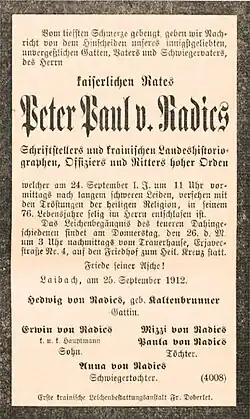 Vom tiefsten Schmerze gebeugt geben wir Nach-
richt von dem Hinscheiden unseres innigstgeliebten,
unvergeßlichen Gatten, Vaters und Schwiegervaters,
des Herrn
kaiserlichen Rates
Peter Paul v. Radics
Schriftstellers und krainischen Landeshistorio-
graphen, Offiziers und Ritters hoher Orden
welcher am 24. September l. J. um 11 Uhr vor-
mittags nach langem schweren Leiden, versehen mit
den Tröstungen der heiligen Religion, in seinem
76. Lebensjahre selig im Herrn entschlafen ist.
Das Leichenbegängnis des teueren Dahinge-
schiedenen findet am Donnerstag, den 26. d. M.
um 3 Uhr nachmittags vom Trauerhause, Erjavec-
straße Nr. 4, auf den Friedhof zum Heil. Kreuz statt.
Friede seiner Asche!
Laibach, am 25. September 1912.
Hedwig von Radics, geb. Kaltenbrunner
Gattin.
Erwin von Radics
k. u. k. Hauptmann
Sohn.
Mizzi von Radics
Paula von Radics
Töchter.
Anna von Radics
Schwiegertochter. (4008)
Erste krainische Leichenbestattungsanstalt Fr. Doberlet.